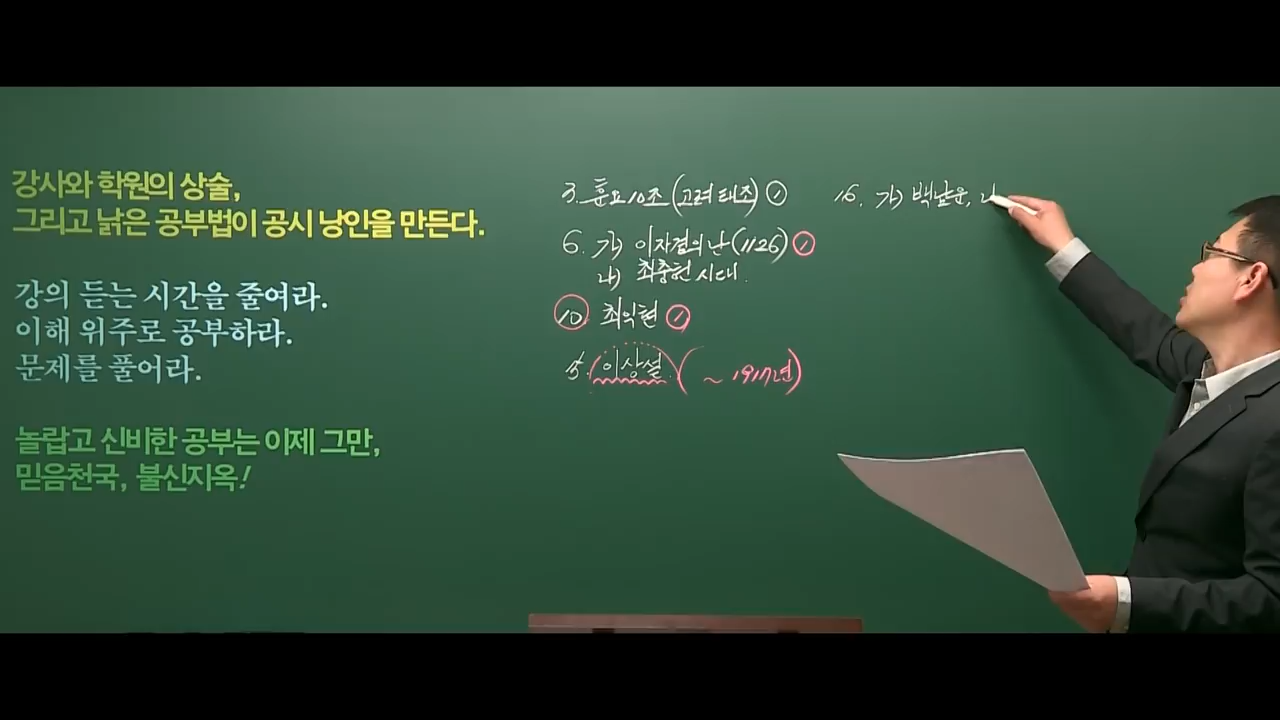 강사와 학원의 상술,
그리고 낡은 공부법이 공시 낭인을 만든다.
강의 듣는 시간을 줄여라.
이해 위주로 공부하라.
문제를 풀어라.
놀랍고 신비한 공부는 이제 그만,
믿음천국, 불신지옥!
3. 훈요10조 (고려 태조) ①
6. 가) 이자겸의 난 (1126) ①
나) 최충헌 시대.
10 최익현 ①
5. 이상설 ( ~ 1917년)
16. 가) 백남운, 나